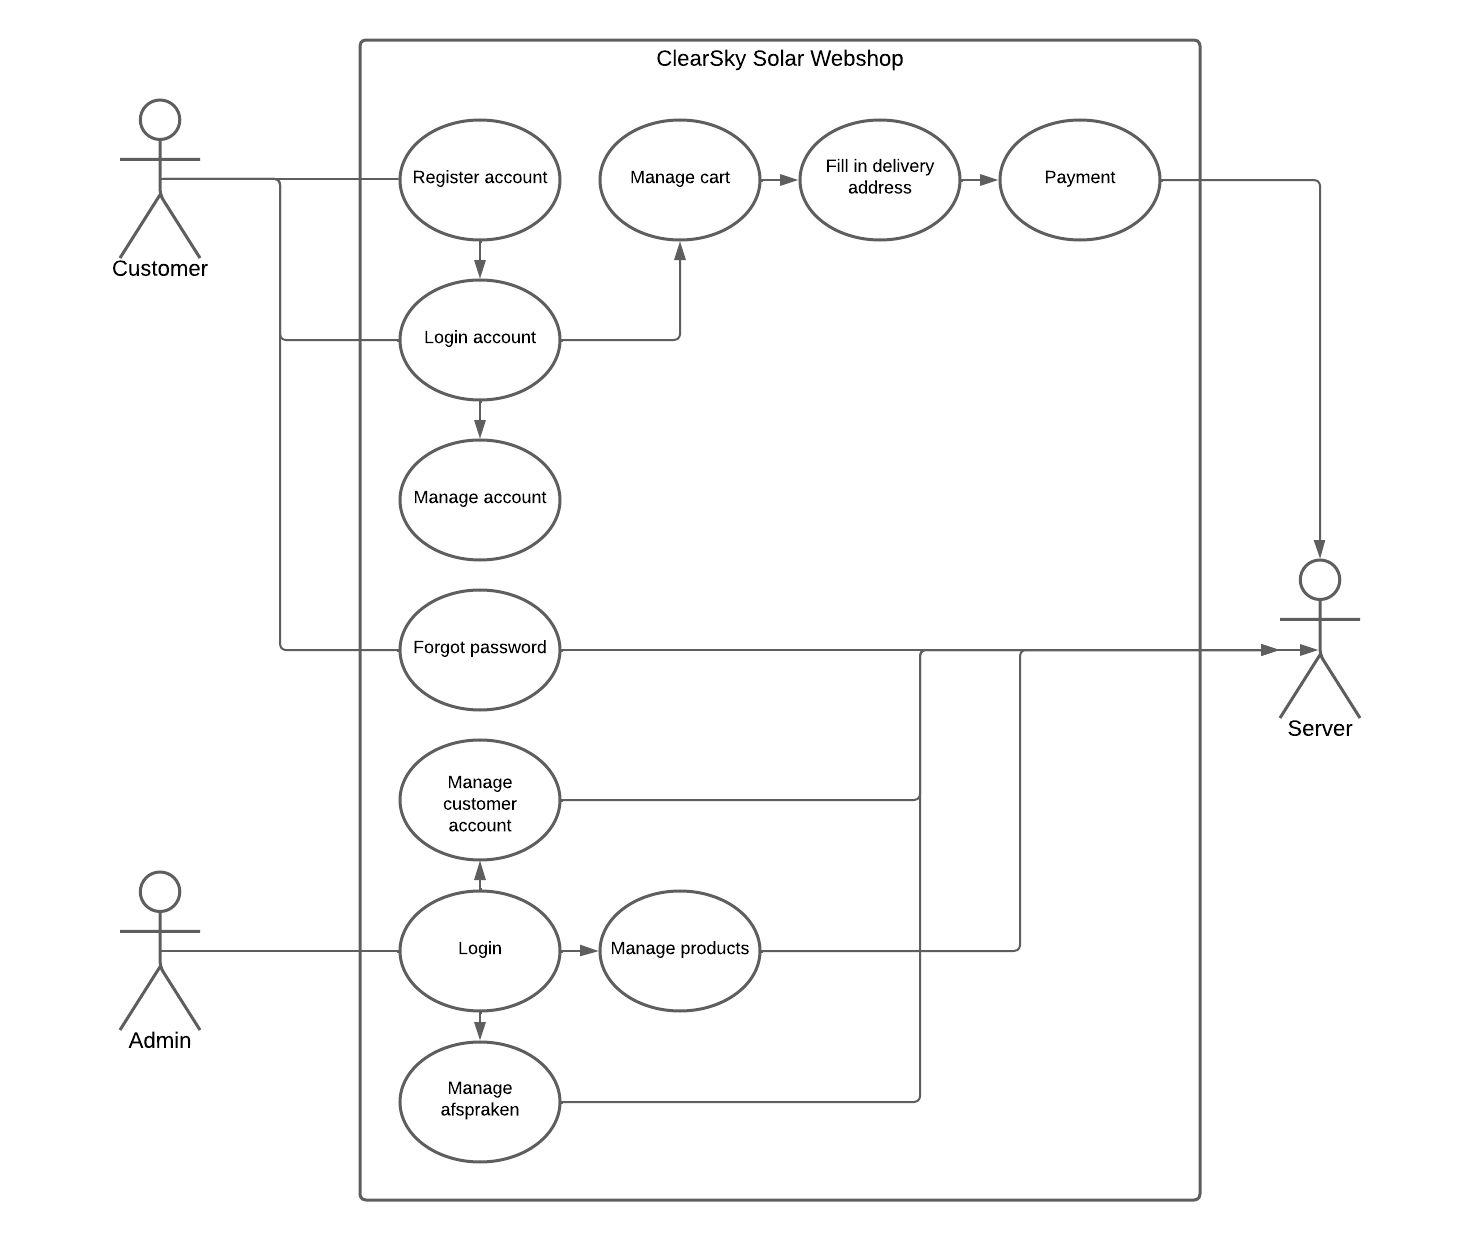 ClearSky Solar Webshop
Customer
Register account
Manage cart
Fill in delivery
address
Payment
Login account
Manage account
Forgot password
Server
Manage
customer
account
Admin
Login
Manage products
Manage
afspraken